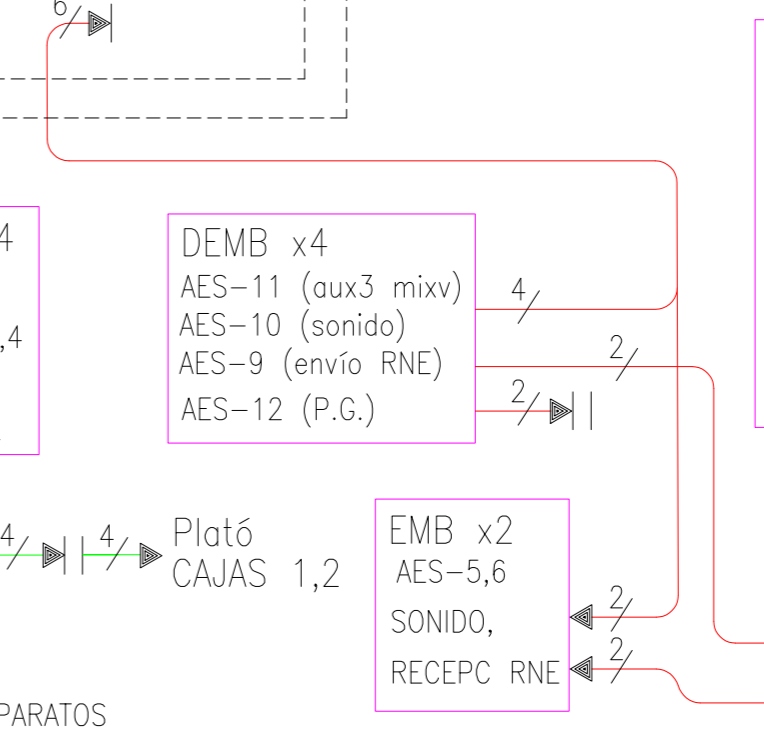 6
4
,4
DEMB x4
AES-11 (aux3 mixv)
AES-10 (sonido)
AES-9 (envío RNE)
AES-12 (P.G.)
4
2
2
4
4
Plató
CAJAS 1,2
EMB x2
AES-5,6
SONIDO,
RECEPC RNE
2
2
PARATOS